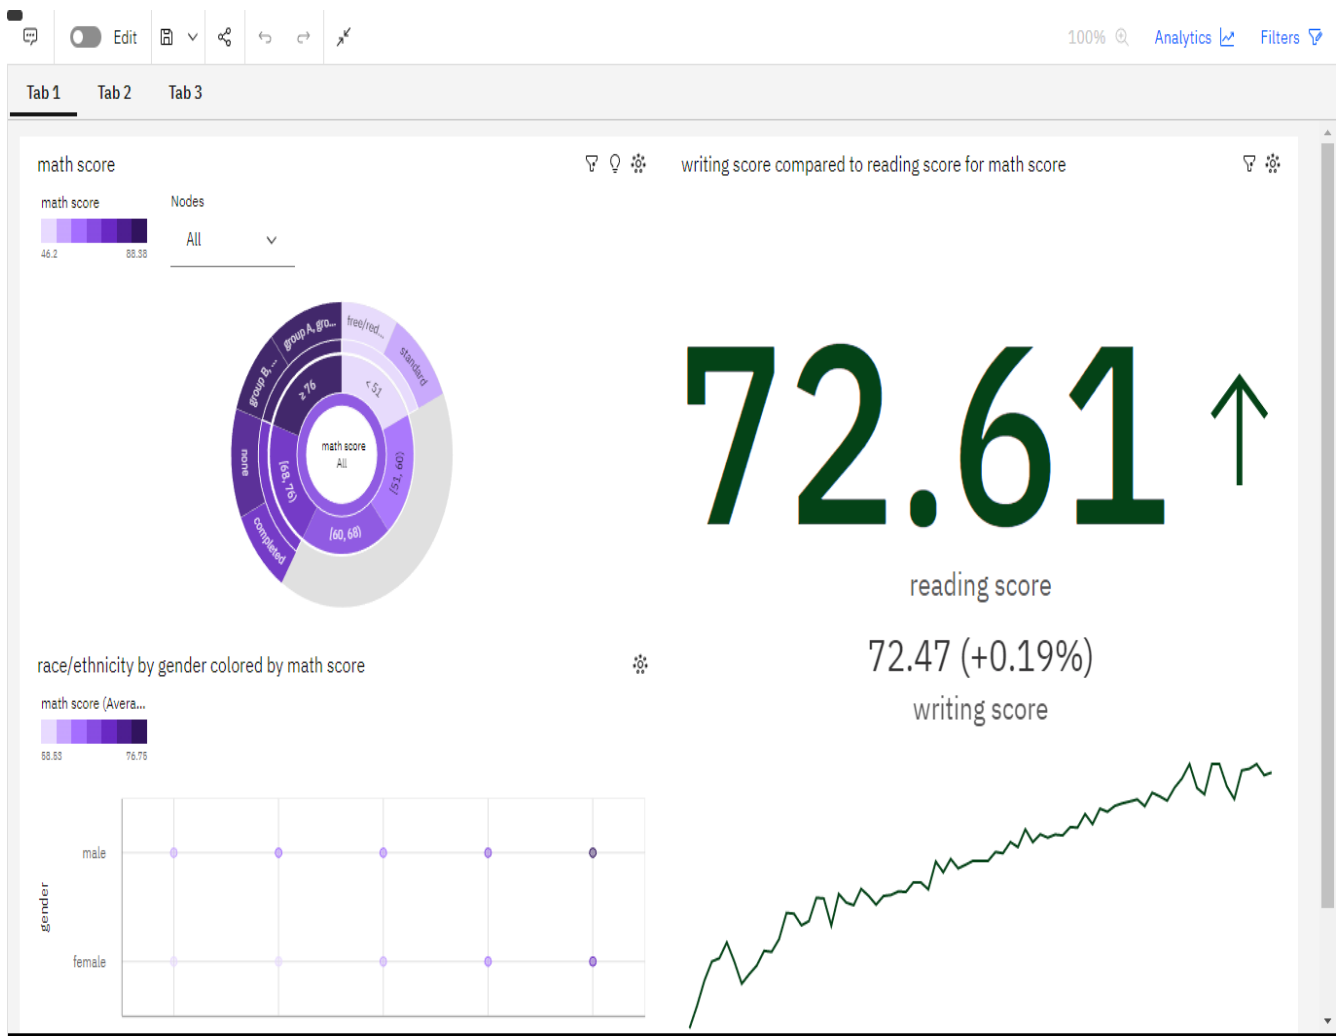 Edit
100%
Analytics
Filters
Tab 1
Tab 2
Tab 3
math score
math score
46.2
88.38
Nodes
All
group A, gro...
free/red...
group B, ...
standard
≥ 76
< 51
none
[68, 76)
math score
All
[51, 60)
completed
[60, 68)
writing score compared to reading score for math score
72.61
reading score
72.47 (+0.19%)
writing score
race/ethnicity by gender colored by math score
math score (Avera...
58.53
76.75
gender
male
female